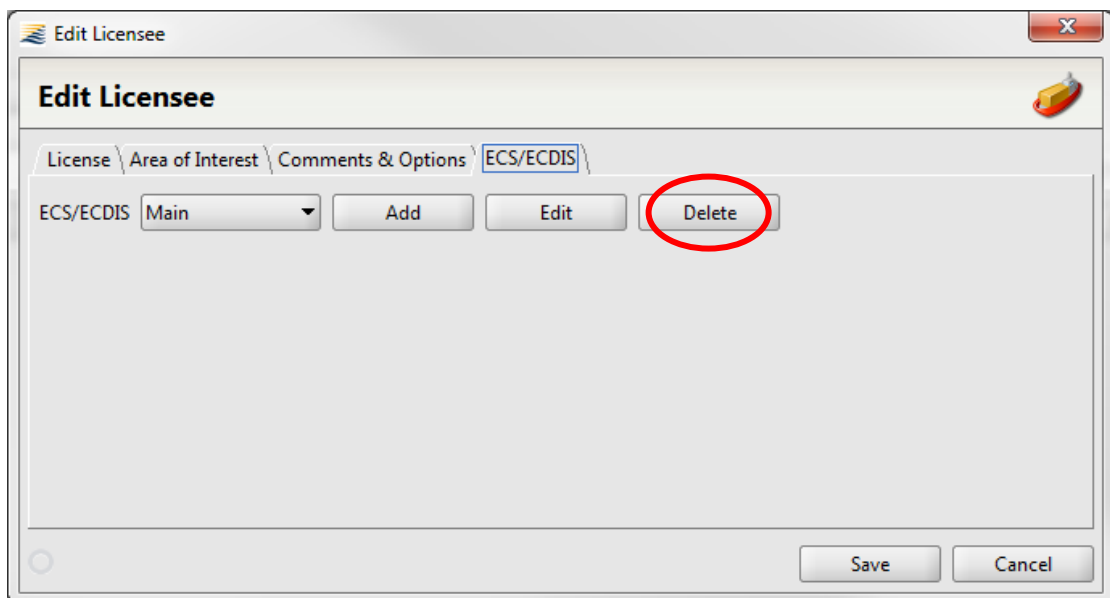 Edit Licensee
Edit Licensee
License Area of Interest Comments & Options ECS/ECDIS
ECS/ECDIS Main Add Edit Delete
Save Cancel